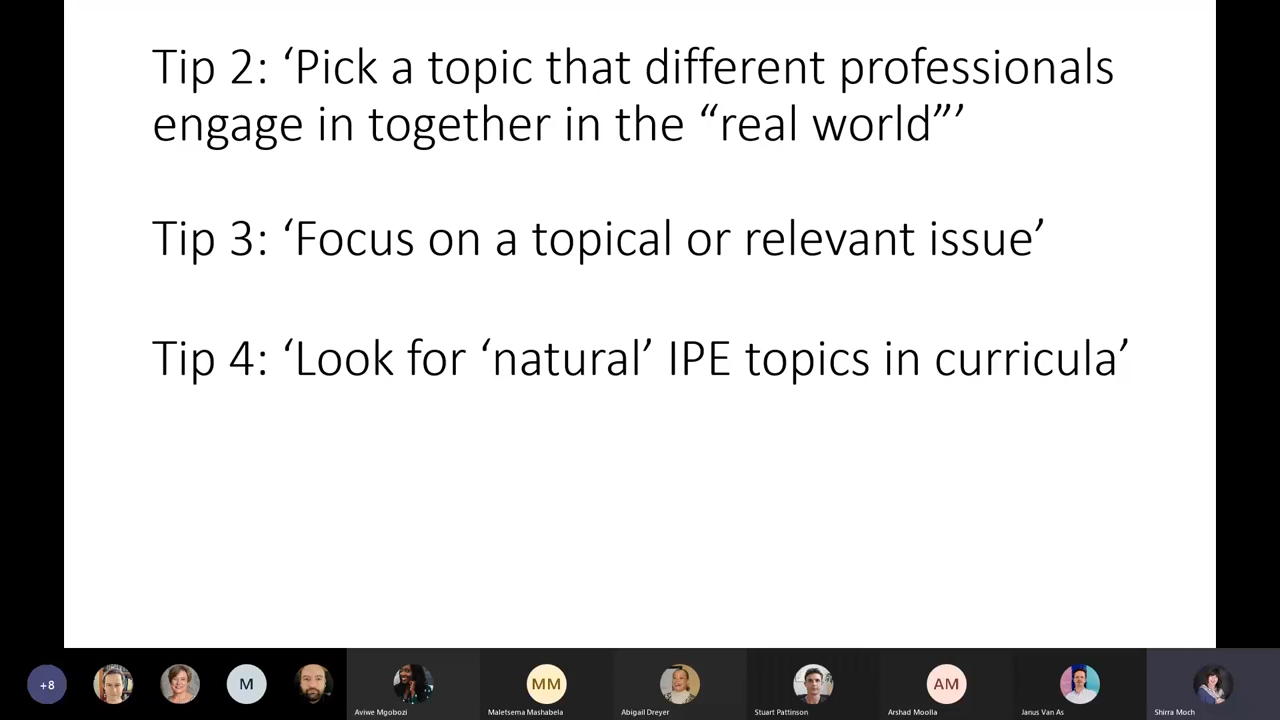 Tip 2: ‘Pick a topic that different professionals
engage in together in the “real world”’
Tip 3: ‘Focus on a topical or relevant issue’
Tip 4: ‘Look for ‘natural’ IPE topics in curricula’
+8
M
MM
AM
Aviwe Mgobozi
Maletsema Mashabela
Abigail Dreyer
Stuart Pattinson
Arshad Moolla
Janus Van As
Shirra Moch